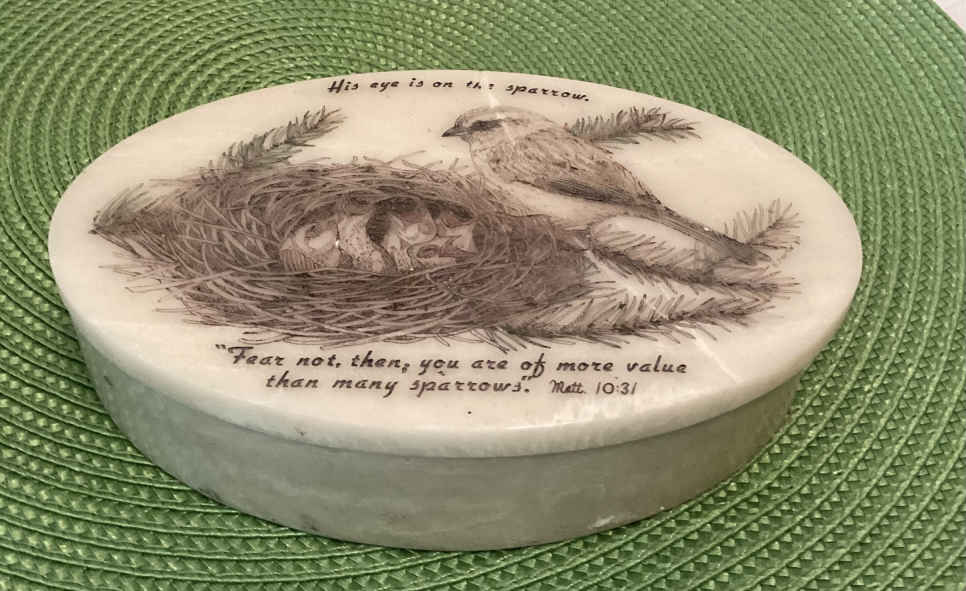 His eye is on the sparrow.
"Fear not, then; you are of more value
than many sparrows." Matt. 10:31